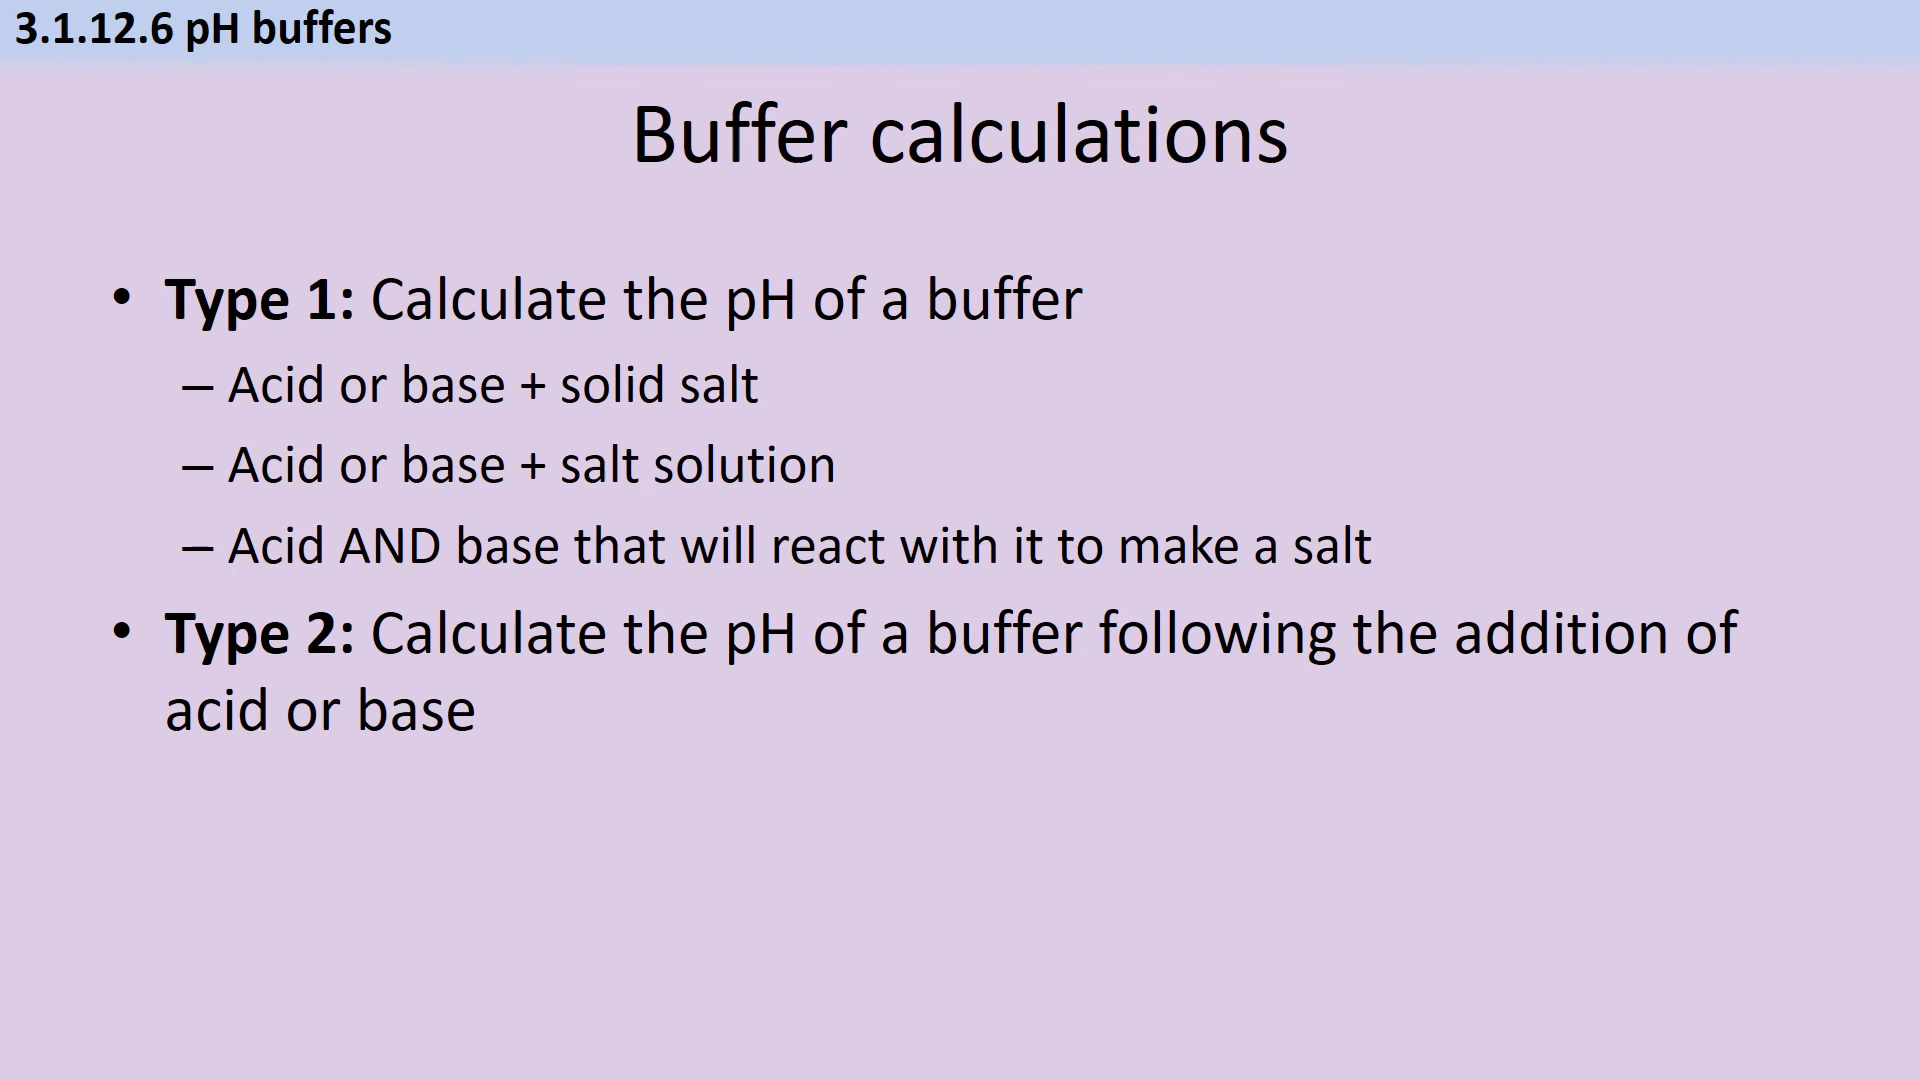 3.1.12.6 pH buffers
Buffer calculations
• Type 1: Calculate the pH of a buffer
– Acid or base + solid salt
– Acid or base + salt solution
– Acid AND base that will react with it to make a salt
• Type 2: Calculate the pH of a buffer following the addition of
acid or base